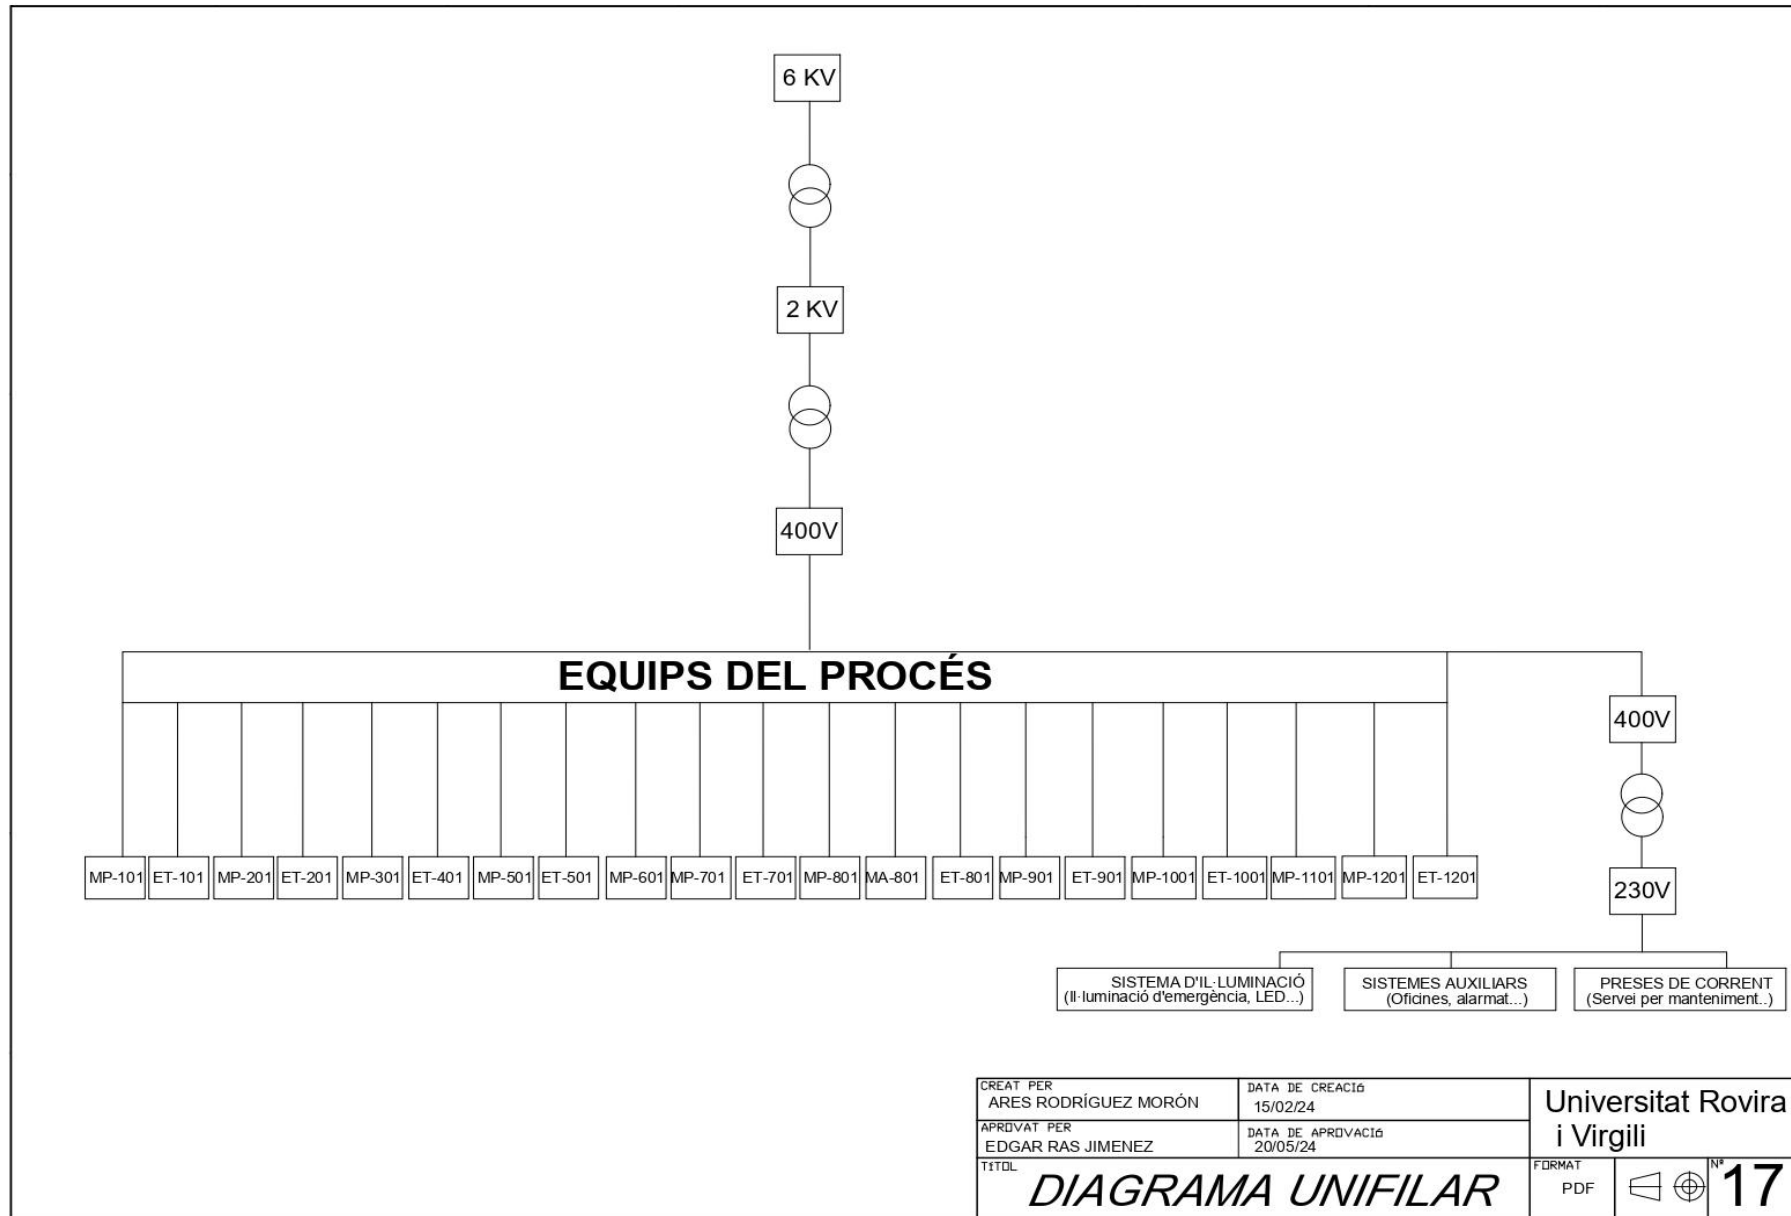 6 KV
2 KV
400V
EQUIPS DEL PROCÉS
400V
MP-101 ET-101 MP-201 ET-201 MP-301 ET-401 MP-501 ET-501 MP-601 MP-701 ET-701 MP-801 MA-801 ET-801 MP-901 ET-901 MP-1001 ET-1001 MP-1101 MP-1201 ET-1201
230V
SISTEMA D'IL·LUMINACIÓ
(Il·luminació d'emergència, LED...)
SISTEMES AUXILIARS
(Oficines, alarmat...)
PRESES DE CORRENT
(Servei per manteniment..)
CREAT PER
ARES RODRÍGUEZ MORÓN
DATA DE CREACIó
15/02/24
APROVAT PER
EDGAR RAS JIMENEZ
DATA DE APROVACIó
20/05/24
Universitat Rovira
i Virgili
TíTOL
DIAGRAMA UNIFILAR
FORMAT
PDF
Nº
17